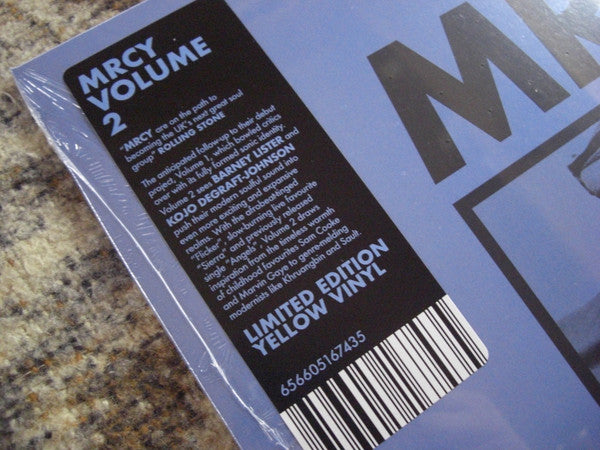 MRCY
VOLUME
2
"MRCY are on the path to
becoming the UK's next great soul
group" ROLLING STONE
The anticipated follow-up to their debut
project, Volume 1, which bowled critics
over with its fully formed sonic identity,
Volume 2 sees BARNEY LISTER and
KOJO DEGRAFT-JOHNSON
push their modern soulful sound into
even more exciting and expansive
realms. With the
"Flicker", slow-burning live favourite
"Sierra", and previously released
single "Angels", Volume 2 draws
inspiration from the timeless warmth
of childhood favourites Sam Cooke
and Marvin Gaye to genre-melding
modernists like Khruangbin and Sault.
LIMITED EDITION
YELLOW VINYL
656605167435